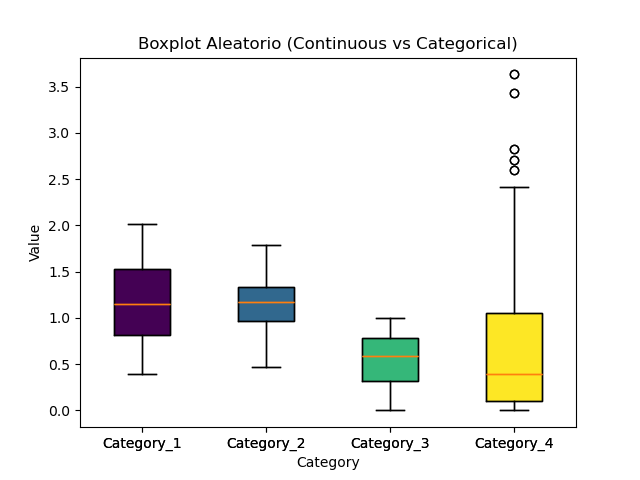 Boxplot Aleatorio (Continuous vs Categorical)
3.5
3.0
2.5
2.0
1.5
1.0
0.5
0.0
Value
Category_1 Category_2 Category_3 Category_4
Category